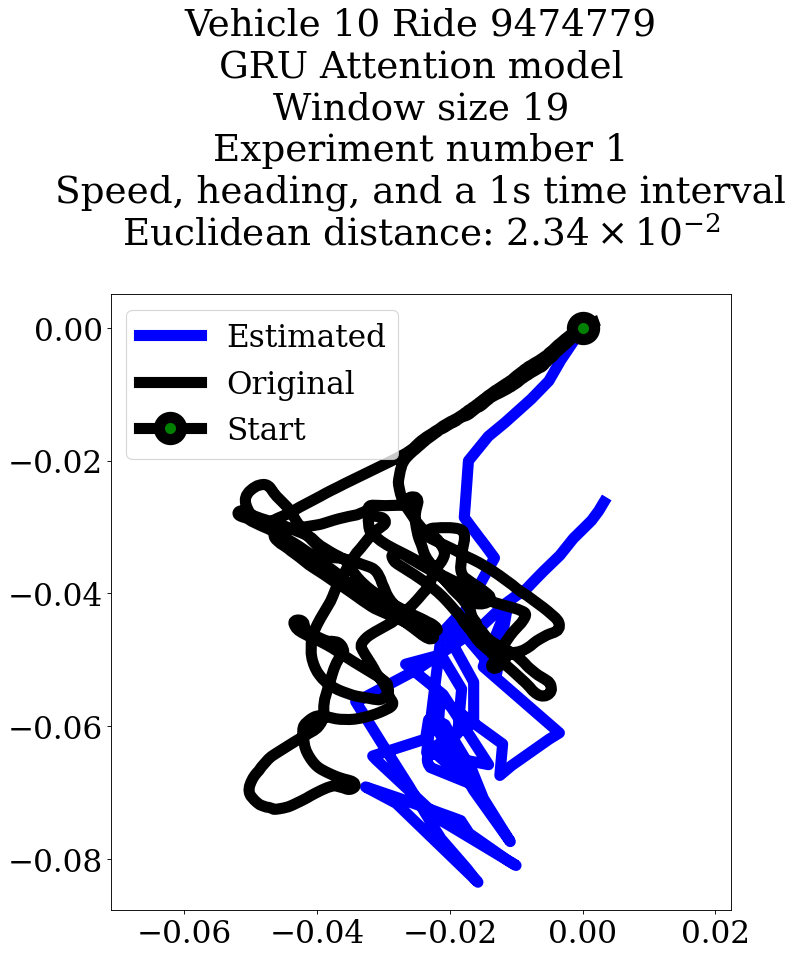 Vehicle 10 Ride 9474779
GRU Attention model
Window size 19
Experiment number 1
Speed, heading, and a 1s time interval
Euclidean distance: 2.34 × 10⁻²
Estimated
Original
Start
0.00
−0.02
−0.04
−0.06
−0.08
−0.06 −0.04 −0.02 0.00 0.02